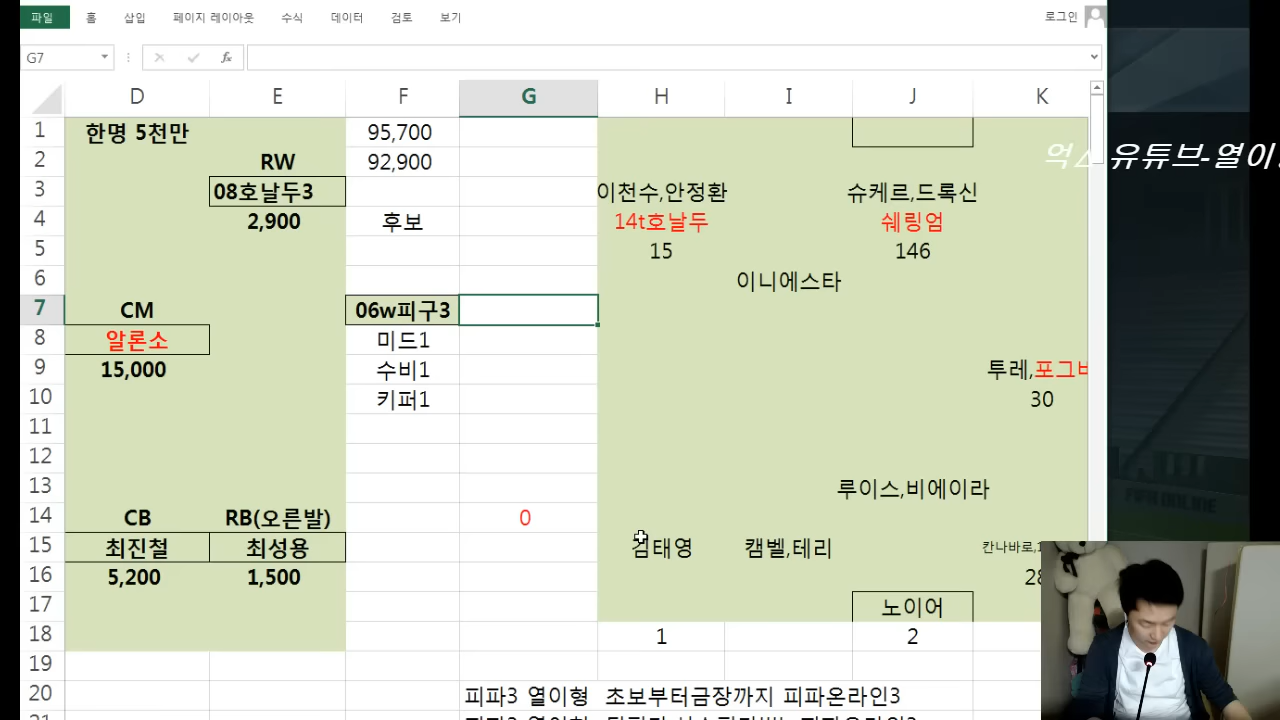 파일 홈 삽입 페이지 레이아웃 수식 데이터 검토 보기 로그인
G7 fx
D E F G H I J K
1 한명 5천만 95,700
2 RW 92,900
유튜브-열이
3 08호날두3 이천수,안정환 슈케르,드록신
4 2,900 후보 14t호날두 쉐링엄
5 15 146
6 이니에스타
7 CM 06w피구3
8 알론소 미드1
9 15,000 수비1 투레,
10 키퍼1 30
11
12
13 루이스,비에이라
14 CB RB(오른발) 0
15 최진철 최성용 김태영 캠벨,테리 칸나바로,
16 5,200 1,500
17 노이어
18 1 2
19
20 피파3 열이형 초보부터금장까지 피파온라인3